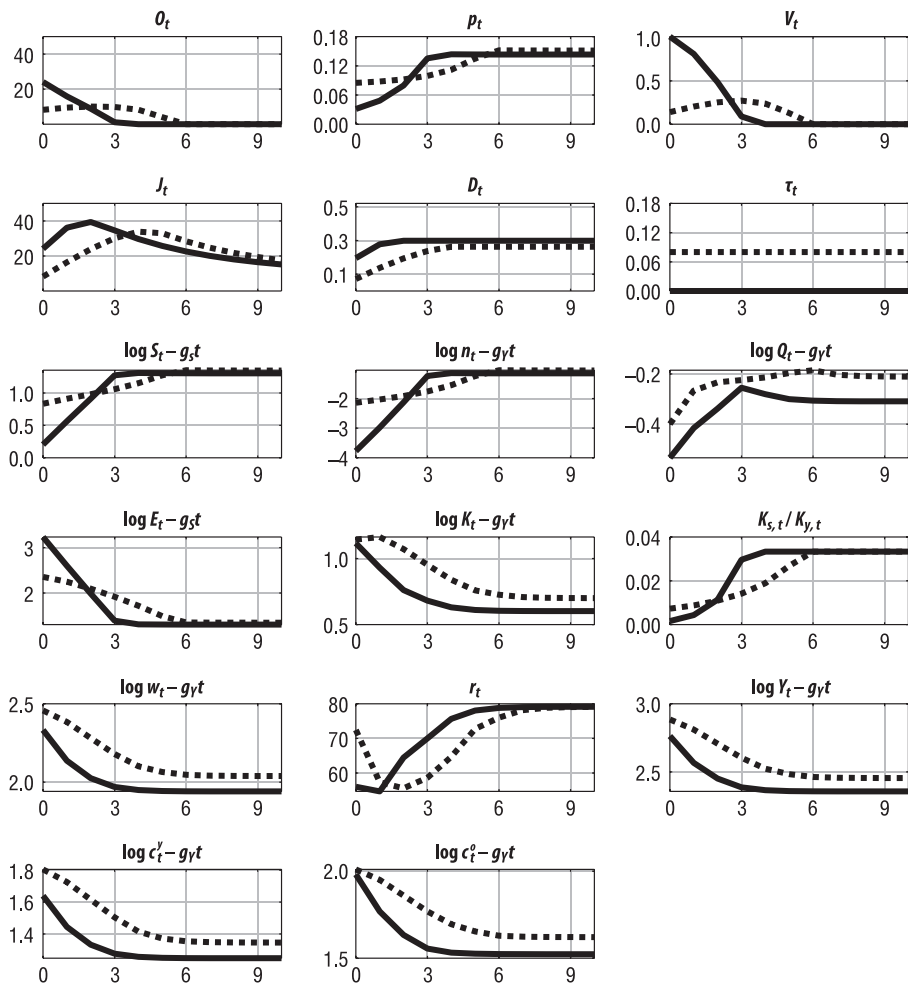 O_t p_t V_t
40 0.18 1.0
20 0.12 0.5
0.06
0.00 0.0
0 3 6 9 0 3 6 9 0 3 6 9
J_t D_t τ_t
40 0.5 0.18
20 0.3 0.12
0.1 0.06
0.00
0 3 6 9 0 3 6 9 0 3 6 9
log S_t – g_S t log n_t – g_Y t log Q_t – g_Y t
1.0 –2 –0.2
0.5 –3 –0.4
0.0 –4
0 3 6 9 0 3 6 9 0 3 6 9
log E_t – g_S t log K_t – g_Y t K_{s,t} / K_{y,t}
3 1.0 0.04
2 0.5 0.02
0.00
0 3 6 9 0 3 6 9 0 3 6 9
log w_t – g_Y t r_t log Y_t – g_Y t
2.5 80 3.0
2.0 70 2.5
60
0 3 6 9 0 3 6 9 0 3 6 9
log c_t^y – g_Y t log c_t^o – g_Y t
1.8 2.0
1.6 1.5
1.4
0 3 6 9 0 3 6 9